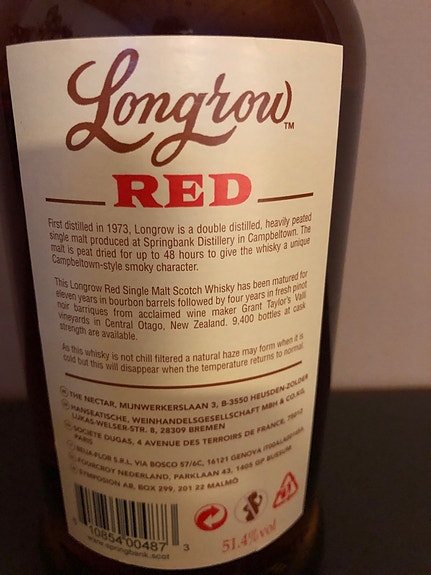 Longrow™
RED
First distilled in 1973, Longrow is a double distilled, heavily peated
single malt produced at Springbank Distillery in Campbeltown. The
malt is peat dried for up to 48 hours to give the whisky a unique
Campbeltown-style smoky character.
This Longrow Red Single Malt Scotch Whisky has been matured for
eleven years in bourbon barrels followed by four years in fresh pinot
noir barriques from acclaimed wine maker Grant Taylor's Valli
vineyards in Central Otago, New Zealand. 9,400 bottles at cask
strength are available.
As this whisky is not chill filtered a natural haze may form when it is
cold but this will disappear when the temperature returns to normal.
THE NECTAR, MIJNWERKERSLAAN 3, B-3550 HEUSDEN-ZOLDER
HANSEATISCHE, WEINHANDELSGESELLSCHAFT MBH & CO.KG,
LUKAS-WELSER-STR. 8, 28309 BREMEN
SOCIETE DUGAS, 4 AVENUE DES TERROIRS DE FRANCE, 75012
PARIS
BEIJA-FLOR S.R.L, VIA BOSCO 57/6C, 16121 GENOVA
FOURCROY NEDERLAND, PARKLAAN 43, 1405 GP BUSSUM
SYMPOSION AB, BOX 299, 201 22 MALMÖ
1 10854 00487 3
www.springbank.scot
51.4% vol